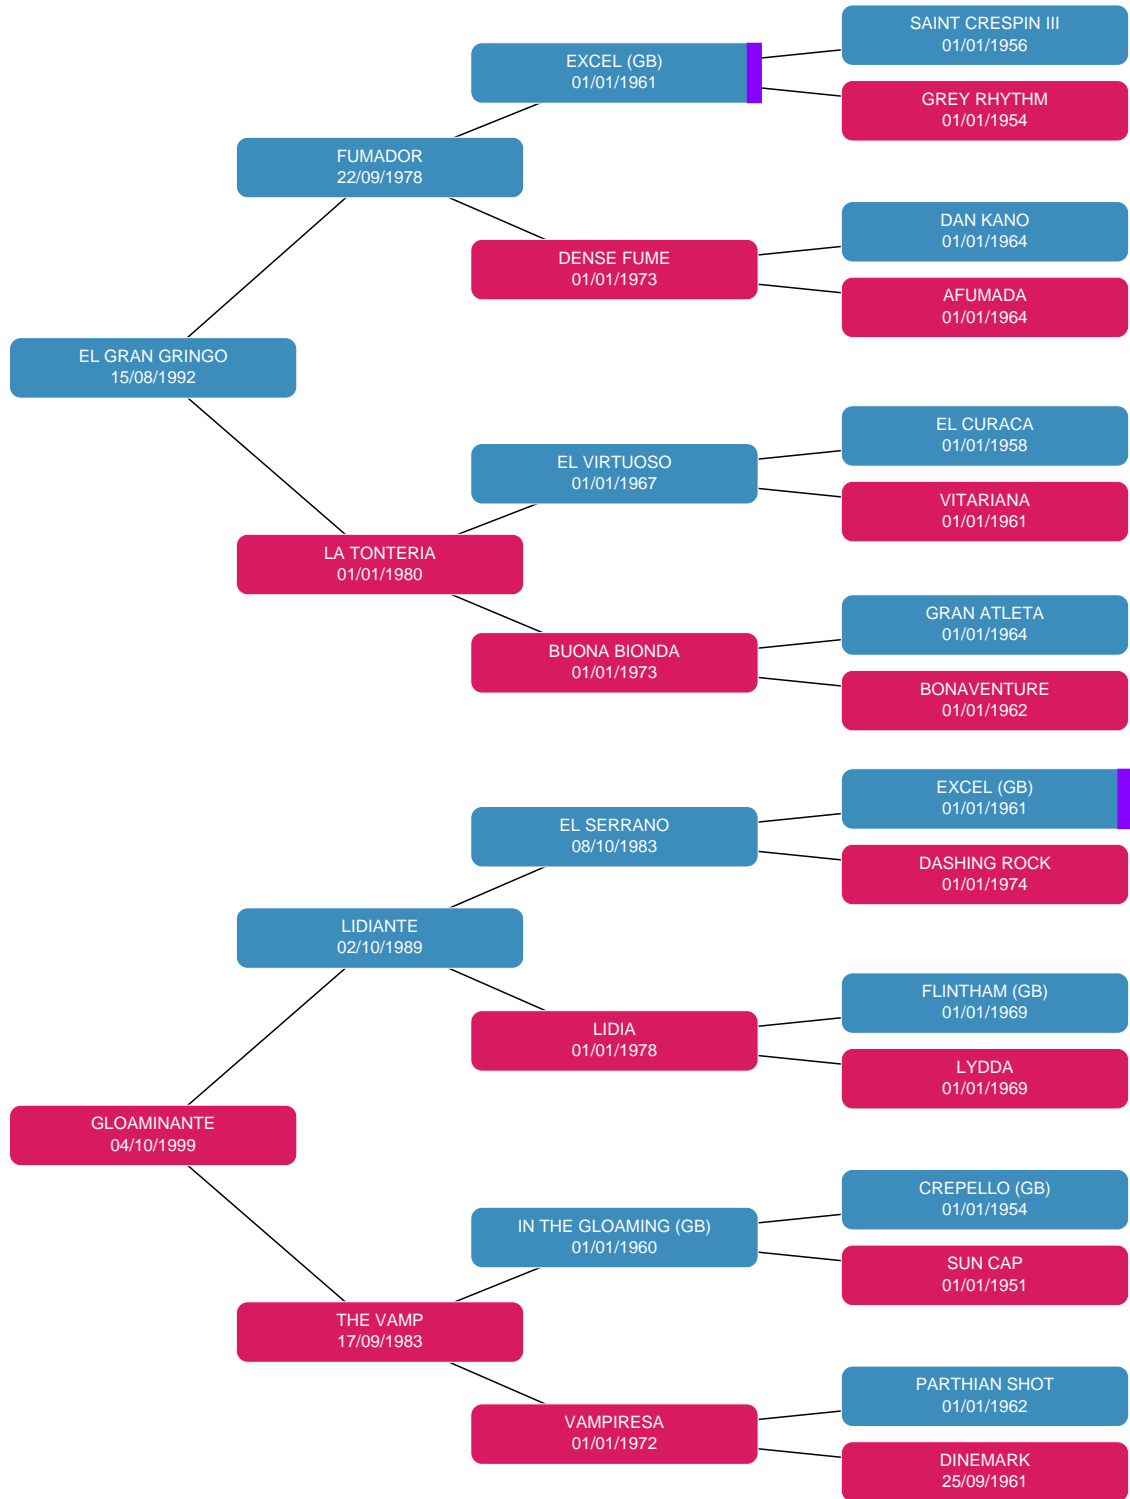 SAINT CRESPIN III
01/01/1956
EXCEL (GB)
01/01/1961
GREY RHYTHM
01/01/1954
FUMADOR
22/09/1978
DAN KANO
01/01/1964
DENSE FUME
01/01/1973
AFUMADA
01/01/1964
EL GRAN GRINGO
15/08/1992
EL CURACA
01/01/1958
EL VIRTUOSO
01/01/1967
VITARIANA
01/01/1961
LA TONTERIA
01/01/1980
GRAN ATLETA
01/01/1964
BUONA BIONDA
01/01/1973
BONAVENTURE
01/01/1962
EXCEL (GB)
01/01/1961
EL SERRANO
08/10/1983
DASHING ROCK
01/01/1974
LIDIANTE
02/10/1989
FLINTHAM (GB)
01/01/1969
LIDIA
01/01/1978
LYDDA
01/01/1969
GLOAMINANTE
04/10/1999
CREPELLO (GB)
01/01/1954
IN THE GLOAMING (GB)
01/01/1960
SUN CAP
01/01/1951
THE VAMP
17/09/1983
PARTHIAN SHOT
01/01/1962
VAMPIRESA
01/01/1972
DINEMARK
25/09/1961